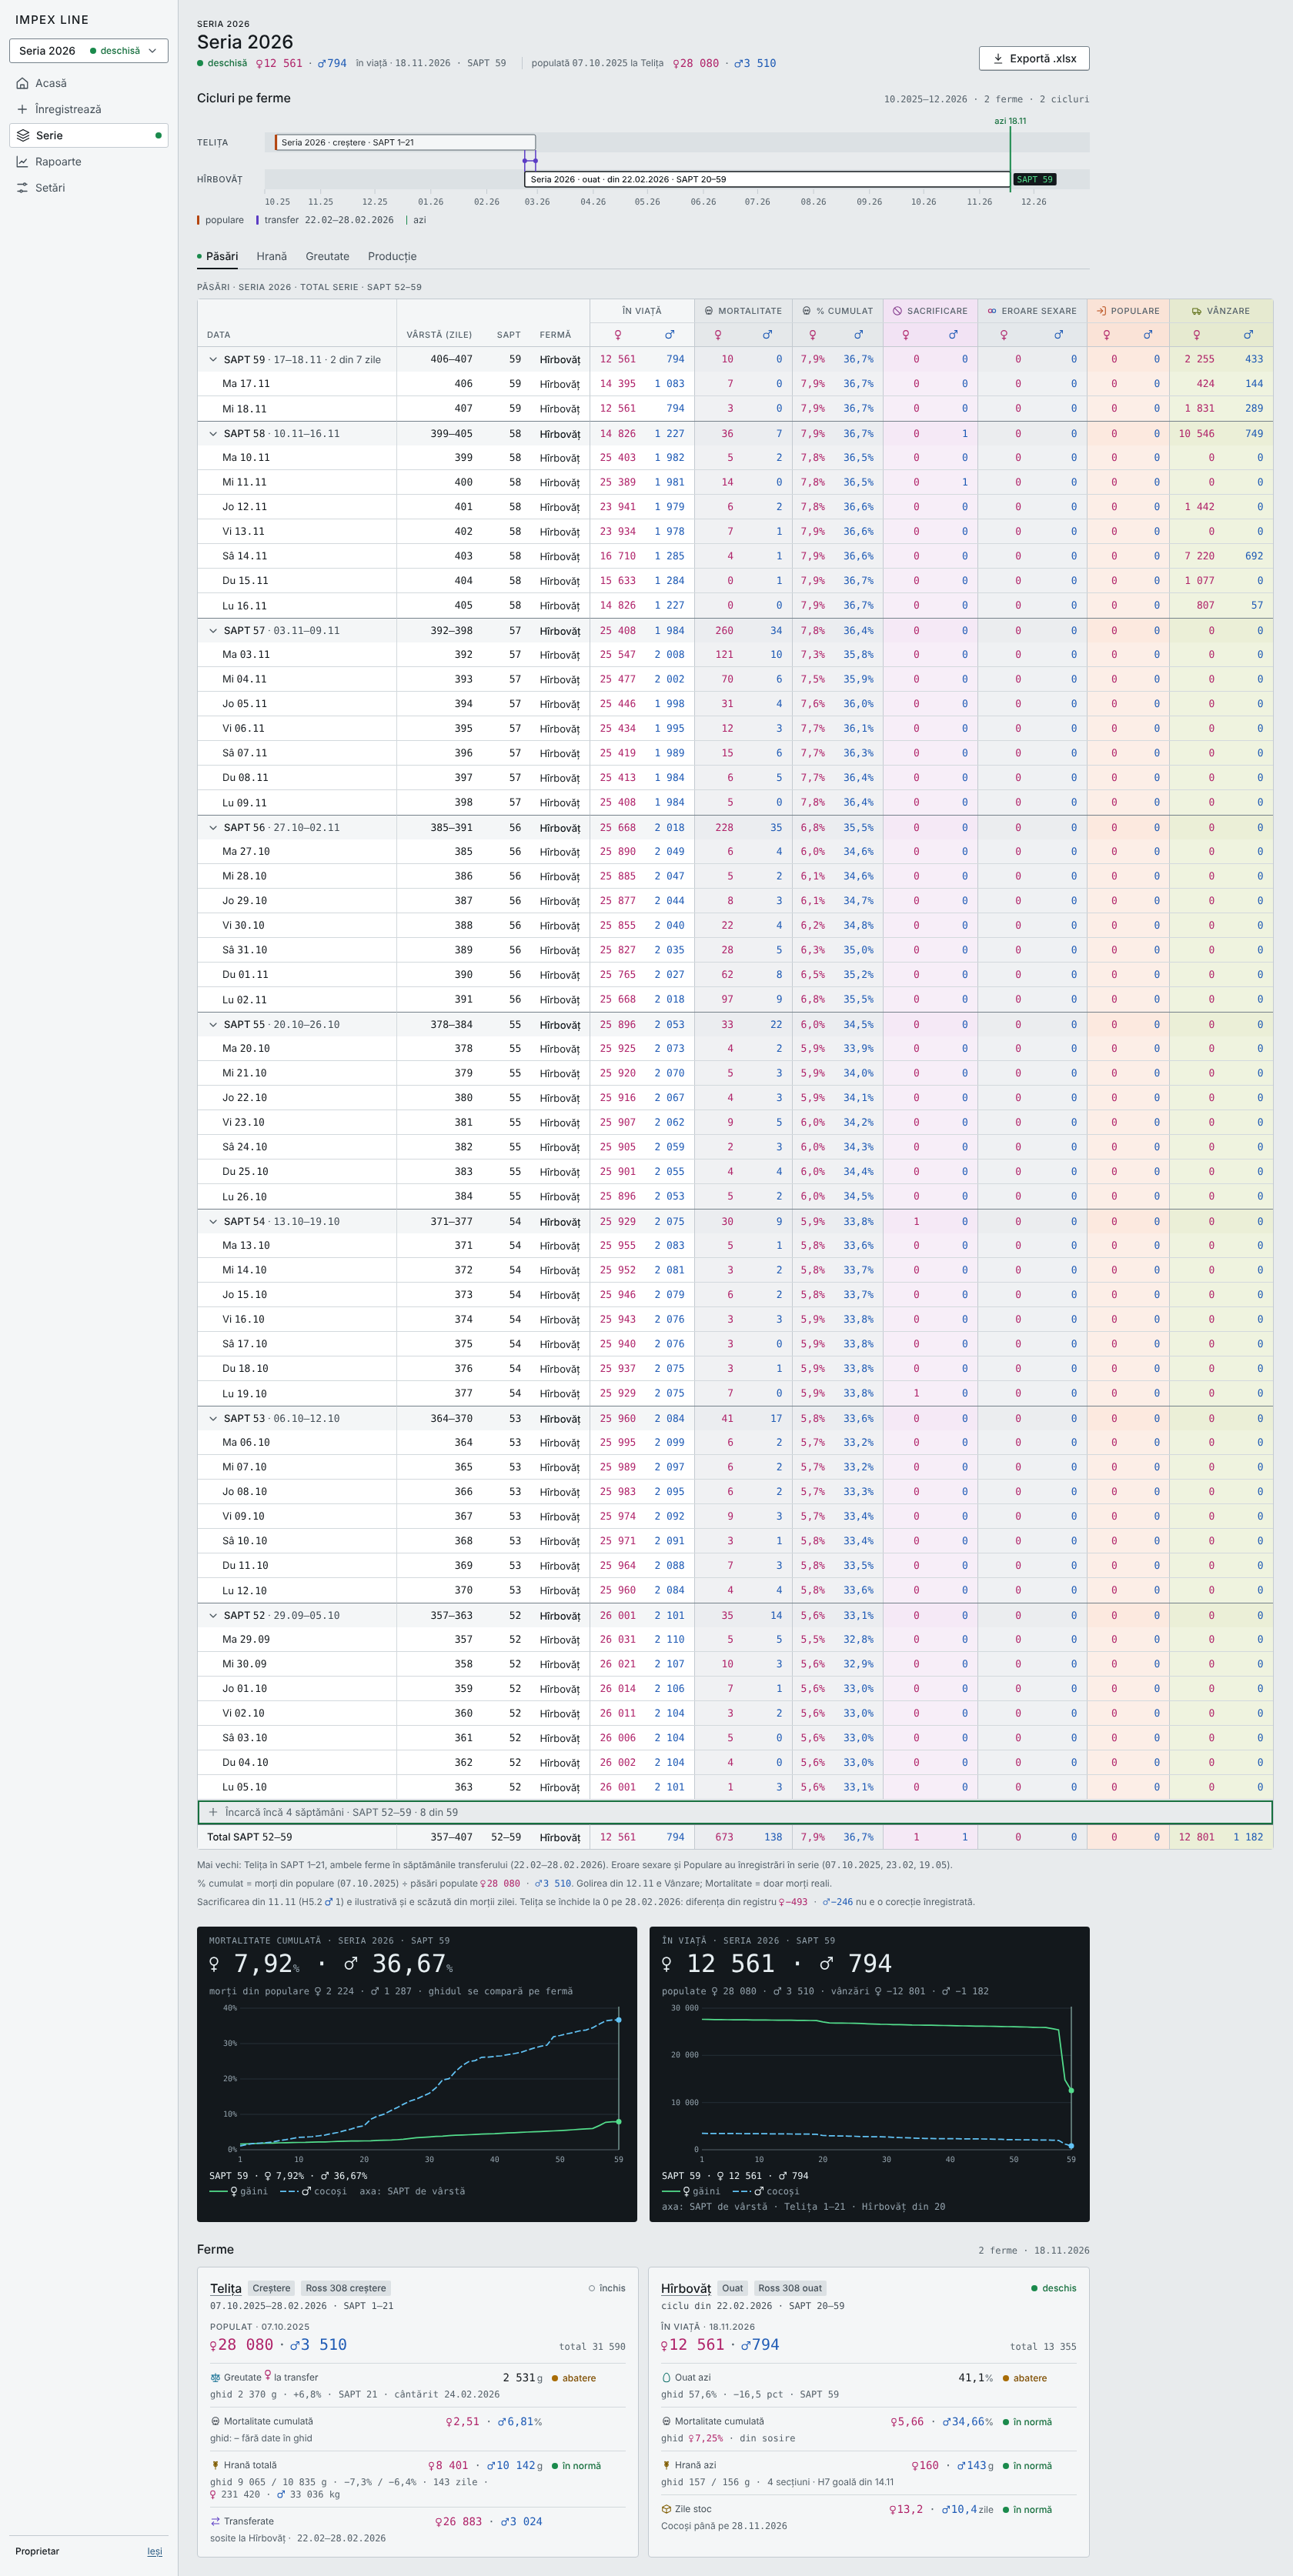 IMPEX LINE
Seria 2026 deschisă
Acasă
Înregistrează
Serie
Rapoarte
Setări
SERIA 2026
Seria 2026
deschisă ♀12 561 · ♂794 în viață · 18.11.2026 · SAPT 59 populată 07.10.2025 la Telița ♀28 080 · ♂3 510
Exportă .xlsx
Cicluri pe ferme
10.2025–12.2026 · 2 ferme · 2 cicluri
azi 18.11
TELIȚA Seria 2026 · creștere · SAPT 1–21
HÎRBOVĂȚ Seria 2026 · ouat · din 22.02.2026 · SAPT 20–59 SAPT 59
10.25 11.25 12.25 01.26 02.26 03.26 04.26 05.26 06.26 07.26 08.26 09.26 10.26 11.26 12.26
populare transfer 22.02–28.02.2026 azi
Păsări Hrană Greutate Producție
PĂSĂRI · SERIA 2026 · TOTAL SERIE · SAPT 52–59
ÎN VIAȚĂ MORTALITATE % CUMULAT SACRIFICARE EROARE SEXARE POPULARE VÂNZARE
DATA VÂRSTĂ (ZILE) SAPT FERMĂ ♀ ♂ ♀ ♂ ♀ ♂ ♀ ♂ ♀ ♂ ♀ ♂ ♀ ♂
SAPT 59 · 17–18.11 · 2 din 7 zile 406–407 59 Hîrbovăț 12 561 794 10 0 7,9% 36,7% 0 0 0 0 0 0 2 255 433
Ma 17.11 406 59 Hîrbovăț 14 395 1 083 7 0 7,9% 36,7% 0 0 0 0 0 0 424 144
Mi 18.11 407 59 Hîrbovăț 12 561 794 3 0 7,9% 36,7% 0 0 0 0 0 0 1 831 289
SAPT 58 · 10.11–16.11 399–405 58 Hîrbovăț 14 826 1 227 36 7 7,9% 36,7% 0 1 0 0 0 0 10 546 749
Ma 10.11 399 58 Hîrbovăț 25 403 1 982 5 2 7,8% 36,5% 0 0 0 0 0 0 0 0
Mi 11.11 400 58 Hîrbovăț 25 389 1 981 14 0 7,8% 36,5% 0 1 0 0 0 0 0 0
Jo 12.11 401 58 Hîrbovăț 23 941 1 979 6 2 7,8% 36,6% 0 0 0 0 0 0 1 442 0
Vi 13.11 402 58 Hîrbovăț 23 934 1 978 7 1 7,9% 36,6% 0 0 0 0 0 0 0 0
Sâ 14.11 403 58 Hîrbovăț 16 710 1 285 4 1 7,9% 36,6% 0 0 0 0 0 0 7 220 692
Du 15.11 404 58 Hîrbovăț 15 633 1 284 0 1 7,9% 36,7% 0 0 0 0 0 0 1 077 0
Lu 16.11 405 58 Hîrbovăț 14 826 1 227 0 0 7,9% 36,7% 0 0 0 0 0 0 807 57
SAPT 57 · 03.11–09.11 392–398 57 Hîrbovăț 25 408 1 984 260 34 7,8% 36,4% 0 0 0 0 0 0 0 0
Ma 03.11 392 57 Hîrbovăț 25 547 2 008 121 10 7,3% 35,8% 0 0 0 0 0 0 0 0
Mi 04.11 393 57 Hîrbovăț 25 477 2 002 70 6 7,5% 35,9% 0 0 0 0 0 0 0 0
Jo 05.11 394 57 Hîrbovăț 25 446 1 998 31 4 7,6% 36,0% 0 0 0 0 0 0 0 0
Vi 06.11 395 57 Hîrbovăț 25 434 1 995 12 3 7,7% 36,1% 0 0 0 0 0 0 0 0
Sâ 07.11 396 57 Hîrbovăț 25 419 1 989 15 6 7,7% 36,3% 0 0 0 0 0 0 0 0
Du 08.11 397 57 Hîrbovăț 25 413 1 984 6 5 7,7% 36,4% 0 0 0 0 0 0 0 0
Lu 09.11 398 57 Hîrbovăț 25 408 1 984 5 0 7,8% 36,4% 0 0 0 0 0 0 0 0
SAPT 56 · 27.10–02.11 385–391 56 Hîrbovăț 25 668 2 018 228 35 6,8% 35,5% 0 0 0 0 0 0 0 0
Ma 27.10 385 56 Hîrbovăț 25 890 2 049 6 4 6,0% 34,6% 0 0 0 0 0 0 0 0
Mi 28.10 386 56 Hîrbovăț 25 885 2 047 5 2 6,1% 34,6% 0 0 0 0 0 0 0 0
Jo 29.10 387 56 Hîrbovăț 25 877 2 044 8 3 6,1% 34,7% 0 0 0 0 0 0 0 0
Vi 30.10 388 56 Hîrbovăț 25 855 2 040 22 4 6,2% 34,8% 0 0 0 0 0 0 0 0
Sâ 31.10 389 56 Hîrbovăț 25 827 2 035 28 5 6,3% 35,0% 0 0 0 0 0 0 0 0
Du 01.11 390 56 Hîrbovăț 25 765 2 027 62 8 6,5% 35,2% 0 0 0 0 0 0 0 0
Lu 02.11 391 56 Hîrbovăț 25 668 2 018 97 9 6,8% 35,5% 0 0 0 0 0 0 0 0
SAPT 55 · 20.10–26.10 378–384 55 Hîrbovăț 25 896 2 053 33 22 6,0% 34,5% 0 0 0 0 0 0 0 0
Ma 20.10 378 55 Hîrbovăț 25 925 2 073 4 2 5,9% 33,9% 0 0 0 0 0 0 0 0
Mi 21.10 379 55 Hîrbovăț 25 920 2 070 5 3 5,9% 34,0% 0 0 0 0 0 0 0 0
Jo 22.10 380 55 Hîrbovăț 25 916 2 067 4 3 5,9% 34,1% 0 0 0 0 0 0 0 0
Vi 23.10 381 55 Hîrbovăț 25 907 2 062 9 5 6,0% 34,2% 0 0 0 0 0 0 0 0
Sâ 24.10 382 55 Hîrbovăț 25 905 2 059 2 3 6,0% 34,3% 0 0 0 0 0 0 0 0
Du 25.10 383 55 Hîrbovăț 25 901 2 055 4 4 6,0% 34,4% 0 0 0 0 0 0 0 0
Lu 26.10 384 55 Hîrbovăț 25 896 2 053 5 2 6,0% 34,5% 0 0 0 0 0 0 0 0
SAPT 54 · 13.10–19.10 371–377 54 Hîrbovăț 25 929 2 075 30 9 5,9% 33,8% 1 0 0 0 0 0 0 0
Ma 13.10 371 54 Hîrbovăț 25 955 2 083 5 1 5,8% 33,6% 0 0 0 0 0 0 0 0
Mi 14.10 372 54 Hîrbovăț 25 952 2 081 3 2 5,8% 33,7% 0 0 0 0 0 0 0 0
Jo 15.10 373 54 Hîrbovăț 25 946 2 079 6 2 5,8% 33,7% 0 0 0 0 0 0 0 0
Vi 16.10 374 54 Hîrbovăț 25 943 2 076 3 3 5,9% 33,8% 0 0 0 0 0 0 0 0
Sâ 17.10 375 54 Hîrbovăț 25 940 2 076 3 0 5,9% 33,8% 0 0 0 0 0 0 0 0
Du 18.10 376 54 Hîrbovăț 25 937 2 075 3 1 5,9% 33,8% 0 0 0 0 0 0 0 0
Lu 19.10 377 54 Hîrbovăț 25 929 2 075 7 0 5,9% 33,8% 1 0 0 0 0 0 0 0
SAPT 53 · 06.10–12.10 364–370 53 Hîrbovăț 25 960 2 084 41 17 5,8% 33,6% 0 0 0 0 0 0 0 0
Ma 06.10 364 53 Hîrbovăț 25 995 2 099 6 2 5,7% 33,2% 0 0 0 0 0 0 0 0
Mi 07.10 365 53 Hîrbovăț 25 989 2 097 6 2 5,7% 33,2% 0 0 0 0 0 0 0 0
Jo 08.10 366 53 Hîrbovăț 25 983 2 095 6 2 5,7% 33,3% 0 0 0 0 0 0 0 0
Vi 09.10 367 53 Hîrbovăț 25 974 2 092 9 3 5,7% 33,4% 0 0 0 0 0 0 0 0
Sâ 10.10 368 53 Hîrbovăț 25 971 2 091 3 1 5,8% 33,4% 0 0 0 0 0 0 0 0
Du 11.10 369 53 Hîrbovăț 25 964 2 088 7 3 5,8% 33,5% 0 0 0 0 0 0 0 0
Lu 12.10 370 53 Hîrbovăț 25 960 2 084 4 4 5,8% 33,6% 0 0 0 0 0 0 0 0
SAPT 52 · 29.09–05.10 357–363 52 Hîrbovăț 26 001 2 101 35 14 5,6% 33,1% 0 0 0 0 0 0 0 0
Ma 29.09 357 52 Hîrbovăț 26 031 2 110 5 5 5,5% 32,8% 0 0 0 0 0 0 0 0
Mi 30.09 358 52 Hîrbovăț 26 021 2 107 10 3 5,6% 32,9% 0 0 0 0 0 0 0 0
Jo 01.10 359 52 Hîrbovăț 26 014 2 106 7 1 5,6% 33,0% 0 0 0 0 0 0 0 0
Vi 02.10 360 52 Hîrbovăț 26 011 2 104 3 2 5,6% 33,0% 0 0 0 0 0 0 0 0
Sâ 03.10 361 52 Hîrbovăț 26 006 2 104 5 0 5,6% 33,0% 0 0 0 0 0 0 0 0
Du 04.10 362 52 Hîrbovăț 26 002 2 104 4 0 5,6% 33,0% 0 0 0 0 0 0 0 0
Lu 05.10 363 52 Hîrbovăț 26 001 2 101 1 3 5,6% 33,1% 0 0 0 0 0 0 0 0
Încarcă încă 4 săptămâni · SAPT 52–59 · 8 din 59
Total SAPT 52–59 357–407 52–59 Hîrbovăț 12 561 794 673 138 7,9% 36,7% 1 1 0 0 0 0 12 801 1 182
Mai vechi: Telița în SAPT 1–21, ambele ferme în săptămânile transferului (22.02–28.02.2026). Eroare sexare și Populare au înregistrări în serie (07.10.2025, 23.02, 19.05).
% cumulat = morți din populare (07.10.2025) ÷ păsări populate ♀28 080 · ♂3 510. Golirea din 12.11 e Vânzare; Mortalitate = doar morți reali.
Sacrificarea din 11.11 (H5.2 ♂ 1) e ilustrativă și e scăzută din morții zilei. Telița se închide la 0 pe 28.02.2026: diferența din registru ♀−493 · ♂−246 nu e o corecție înregistrată.
MORTALITATE CUMULATĂ · SERIA 2026 · SAPT 59
♀ 7,92% · ♂ 36,67%
morți din populare ♀ 2 224 · ♂ 1 287 · ghidul se compară pe fermă
40%
30%
20%
10%
0%
1 10 20 30 40 50 59
SAPT 59 · ♀ 7,92% · ♂ 36,67%
♀ găini ♂ cocoși axa: SAPT de vârstă
ÎN VIAȚĂ · SERIA 2026 · SAPT 59
♀ 12 561 · ♂ 794
populate ♀ 28 080 · ♂ 3 510 · vânzări ♀ −12 801 · ♂ −1 182
30 000
20 000
10 000
0
1 10 20 30 40 50 59
SAPT 59 · ♀ 12 561 · ♂ 794
♀ găini ♂ cocoși
axa: SAPT de vârstă · Telița 1–21 · Hîrbovăț din 20
Ferme
2 ferme · 18.11.2026
Telița Creștere Ross 308 creștere închis
07.10.2025–28.02.2026 · SAPT 1–21
POPULAT · 07.10.2025
♀28 080 · ♂3 510 total 31 590
Greutate ♀ la transfer 2 531 g abatere
ghid 2 370 g · +6,8% · SAPT 21 · cântărit 24.02.2026
Mortalitate cumulată ♀2,51 · ♂6,81%
ghid: – fără date în ghid
Hrană totală ♀8 401 · ♂10 142 g în normă
ghid 9 065 / 10 835 g · −7,3% / −6,4% · 143 zile ·
♀ 231 420 · ♂ 33 036 kg
Transferate ♀26 883 · ♂3 024
sosite la Hîrbovăț · 22.02–28.02.2026
Hîrbovăț Ouat Ross 308 ouat deschis
ciclu din 22.02.2026 · SAPT 20–59
ÎN VIAȚĂ · 18.11.2026
♀12 561 · ♂794 total 13 355
Ouat azi 41,1% abatere
ghid 57,6% · −16,5 pct · SAPT 59
Mortalitate cumulată ♀5,66 · ♂34,66% în normă
ghid ♀7,25% · din sosire
Hrană azi ♀160 · ♂143 g în normă
ghid 157 / 156 g · 4 secțiuni · H7 goală din 14.11
Zile stoc ♀13,2 · ♂10,4 zile în normă
Cocoși până pe 28.11.2026
Proprietar Ieși